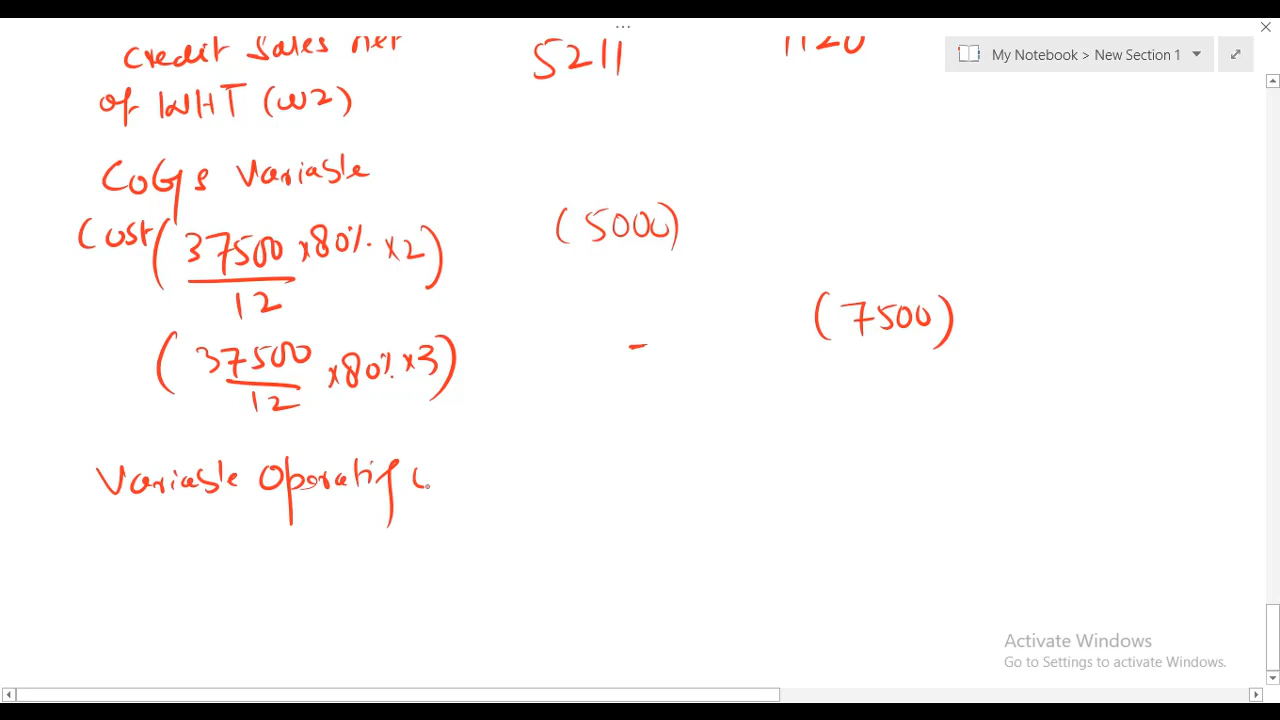 My Notebook > New Section 1
Credit Sales net 5211
of WHT (W2)
COGS Variable
Cost (37500/12 x80% x2) (5000)
(7500)
(37500/12 x80% x3) -
Variable Operating
Activate Windows
Go to Settings to activate Windows.